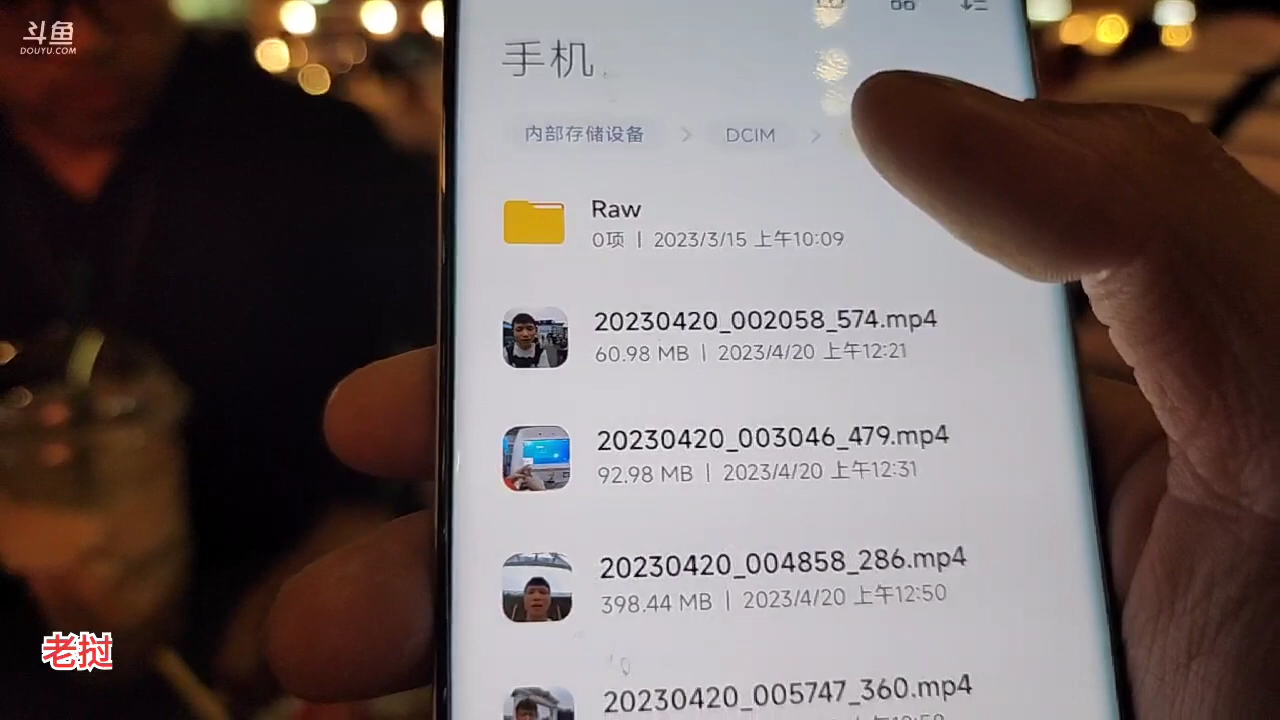 斗鱼
DOUYU.COM
手机
内部存储设备 > DCIM >
Raw
0项 | 2023/3/15 上午10:09
20230420_002058_574.mp4
60.98 MB | 2023/4/20 上午12:21
20230420_003046_479.mp4
92.98 MB | 2023/4/20 上午12:31
20230420_004858_286.mp4
398.44 MB | 2023/4/20 上午12:50
20230420_005747_360.mp4
老挝